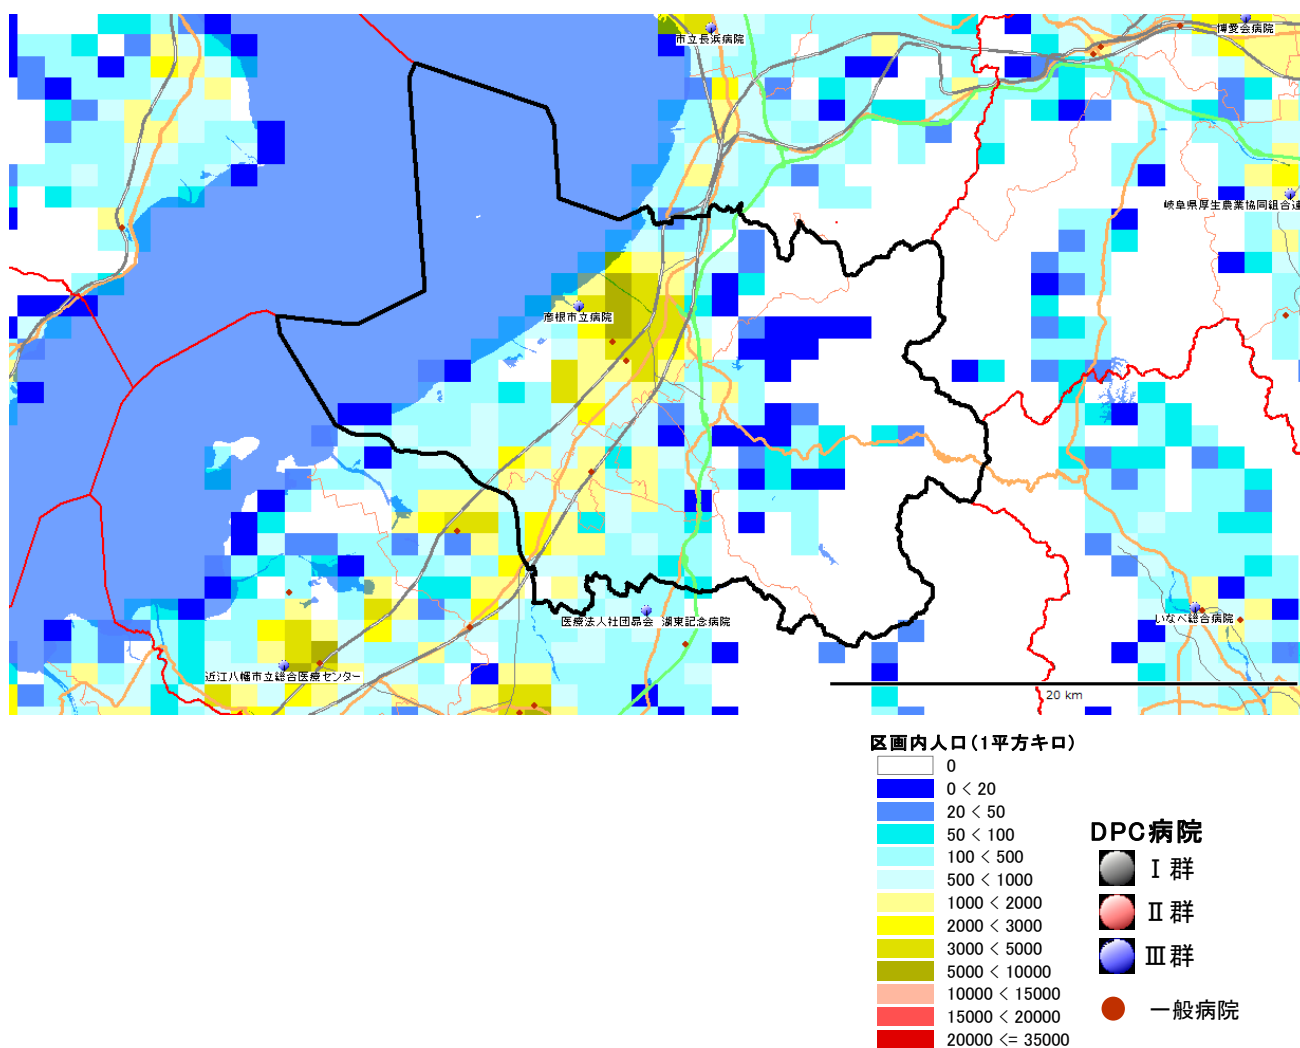 市立長浜病院
博愛会病院
岐阜県厚生農業協同組合連
彦根市立病院
医療法人社団昴会 湖東記念病院
いなべ総合病院
近江八幡市立総合医療センター
20 km
区画内人口(1平方キロ)
0
0 < 20
20 < 50
50 < 100
100 < 500
500 < 1000
1000 < 2000
2000 < 3000
3000 < 5000
5000 < 10000
10000 < 15000
15000 < 20000
20000 <= 35000
DPC病院
Ⅰ群
Ⅱ群
Ⅲ群
一般病院